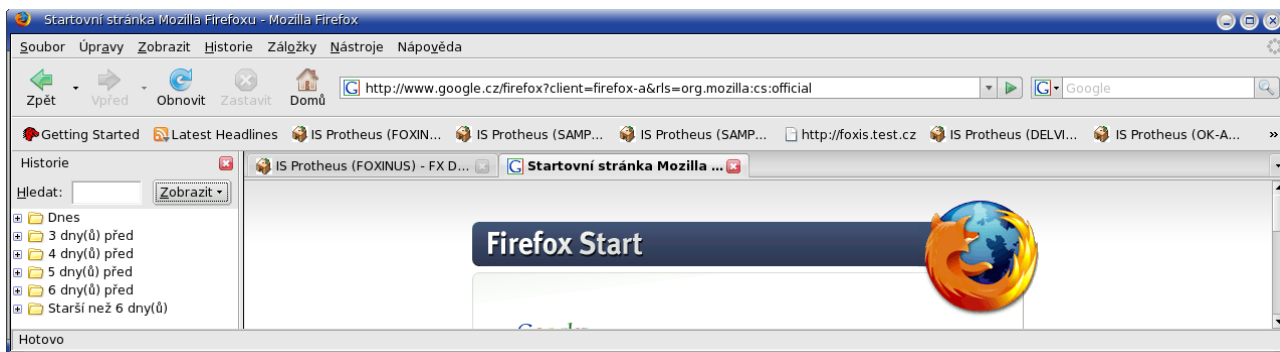 Startovní stránka Mozilla Firefoxu - Mozilla Firefox
Soubor Úpravy Zobrazit Historie Záložky Nástroje Nápověda
Zpět Vpřed Obnovit Zastavit Domů http://www.google.cz/firefox?client=firefox-a&rls=org.mozilla:cs:official G Google
Getting Started Latest Headlines IS Protheus (FOXIN... IS Protheus (SAMP... IS Protheus (SAMP... http://foxis.test.cz IS Protheus (DELVI... IS Protheus (OK-A... »
Historie
IS Protheus (FOXINUS) - FX D... G Startovní stránka Mozilla ...
Hledat: Zobrazit
Dnes
3 dny(ů) před
4 dny(ů) před
5 dny(ů) před
6 dny(ů) před
Starší než 6 dny(ů)
Firefox Start
Hotovo